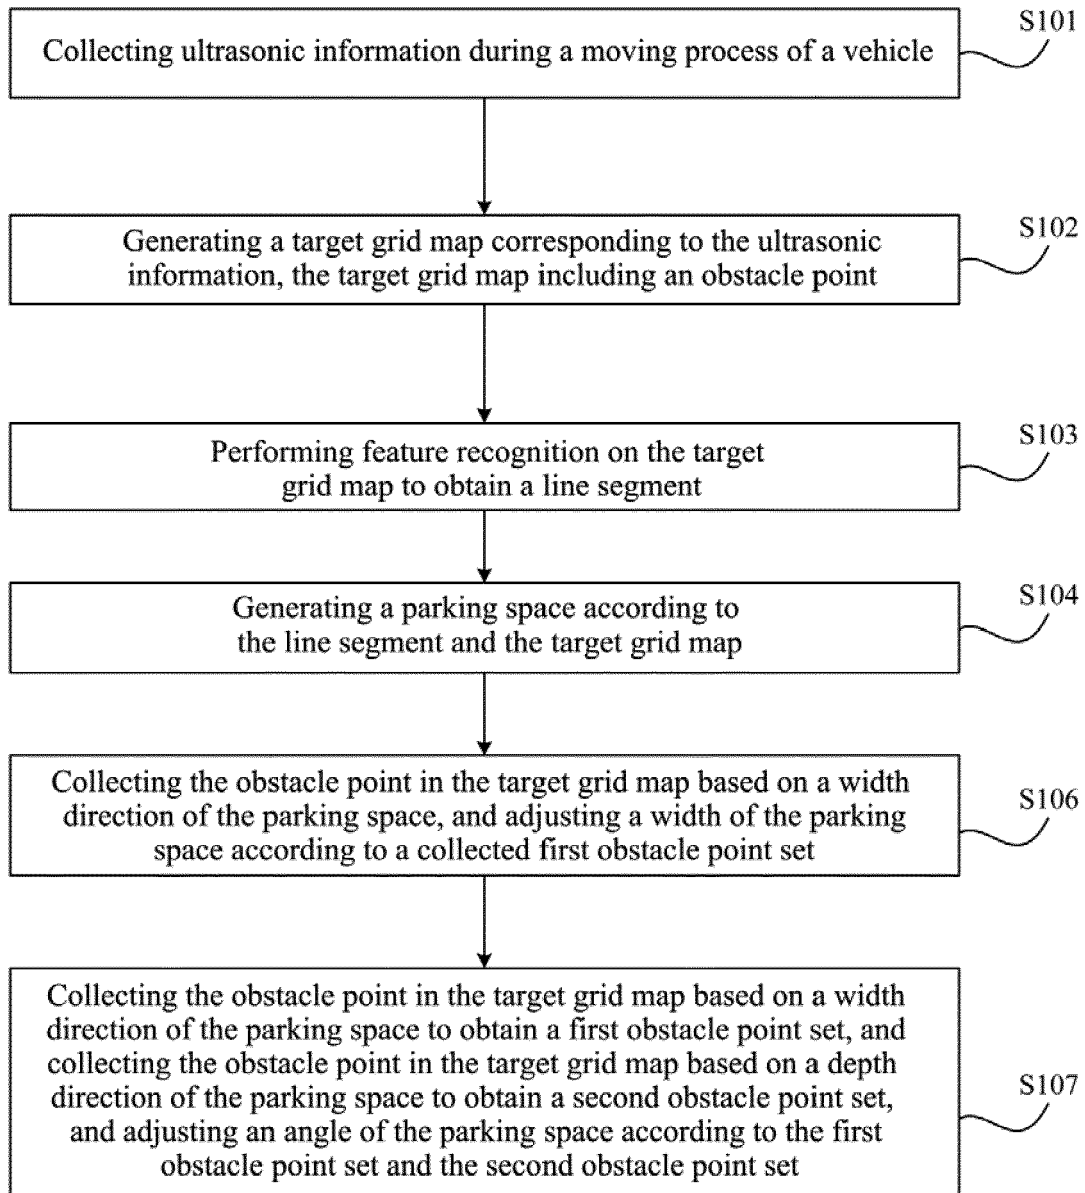 Collecting ultrasonic information during a moving process of a vehicle
S101
Generating a target grid map corresponding to the ultrasonic
information, the target grid map including an obstacle point
S102
Performing feature recognition on the target
grid map to obtain a line segment
S103
Generating a parking space according to
the line segment and the target grid map
S104
Collecting the obstacle point in the target grid map based on a width
direction of the parking space, and adjusting a width of the parking
space according to a collected first obstacle point set
S106
Collecting the obstacle point in the target grid map based on a width
direction of the parking space to obtain a first obstacle point set, and
collecting the obstacle point in the target grid map based on a depth
direction of the parking space to obtain a second obstacle point set,
and adjusting an angle of the parking space according to the first
obstacle point set and the second obstacle point set
S107